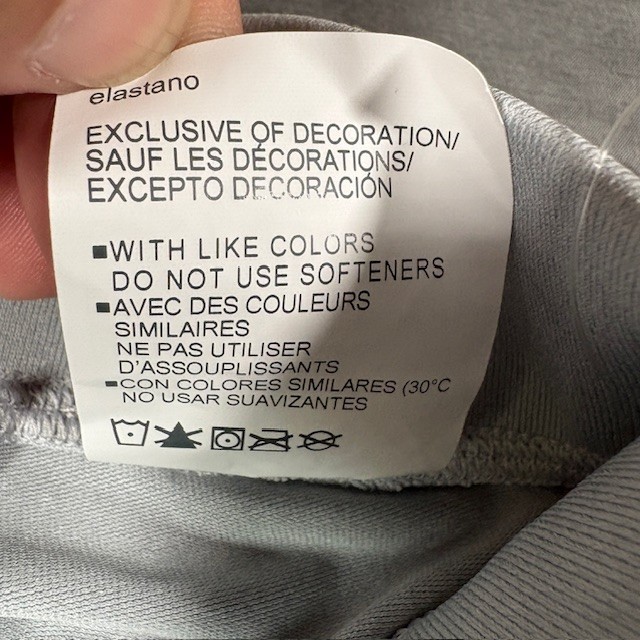 elastano
EXCLUSIVE OF DECORATION/
SAUF LES DÉCORATIONS/
EXCEPTO DECORACIÓN
■WITH LIKE COLORS
DO NOT USE SOFTENERS
■AVEC DES COULEURS
SIMILAIRES
NE PAS UTILISER
D'ASSOUPLISSANTS
■CON COLORES SIMILARES (30°C
NO USAR SUAVIZANTES